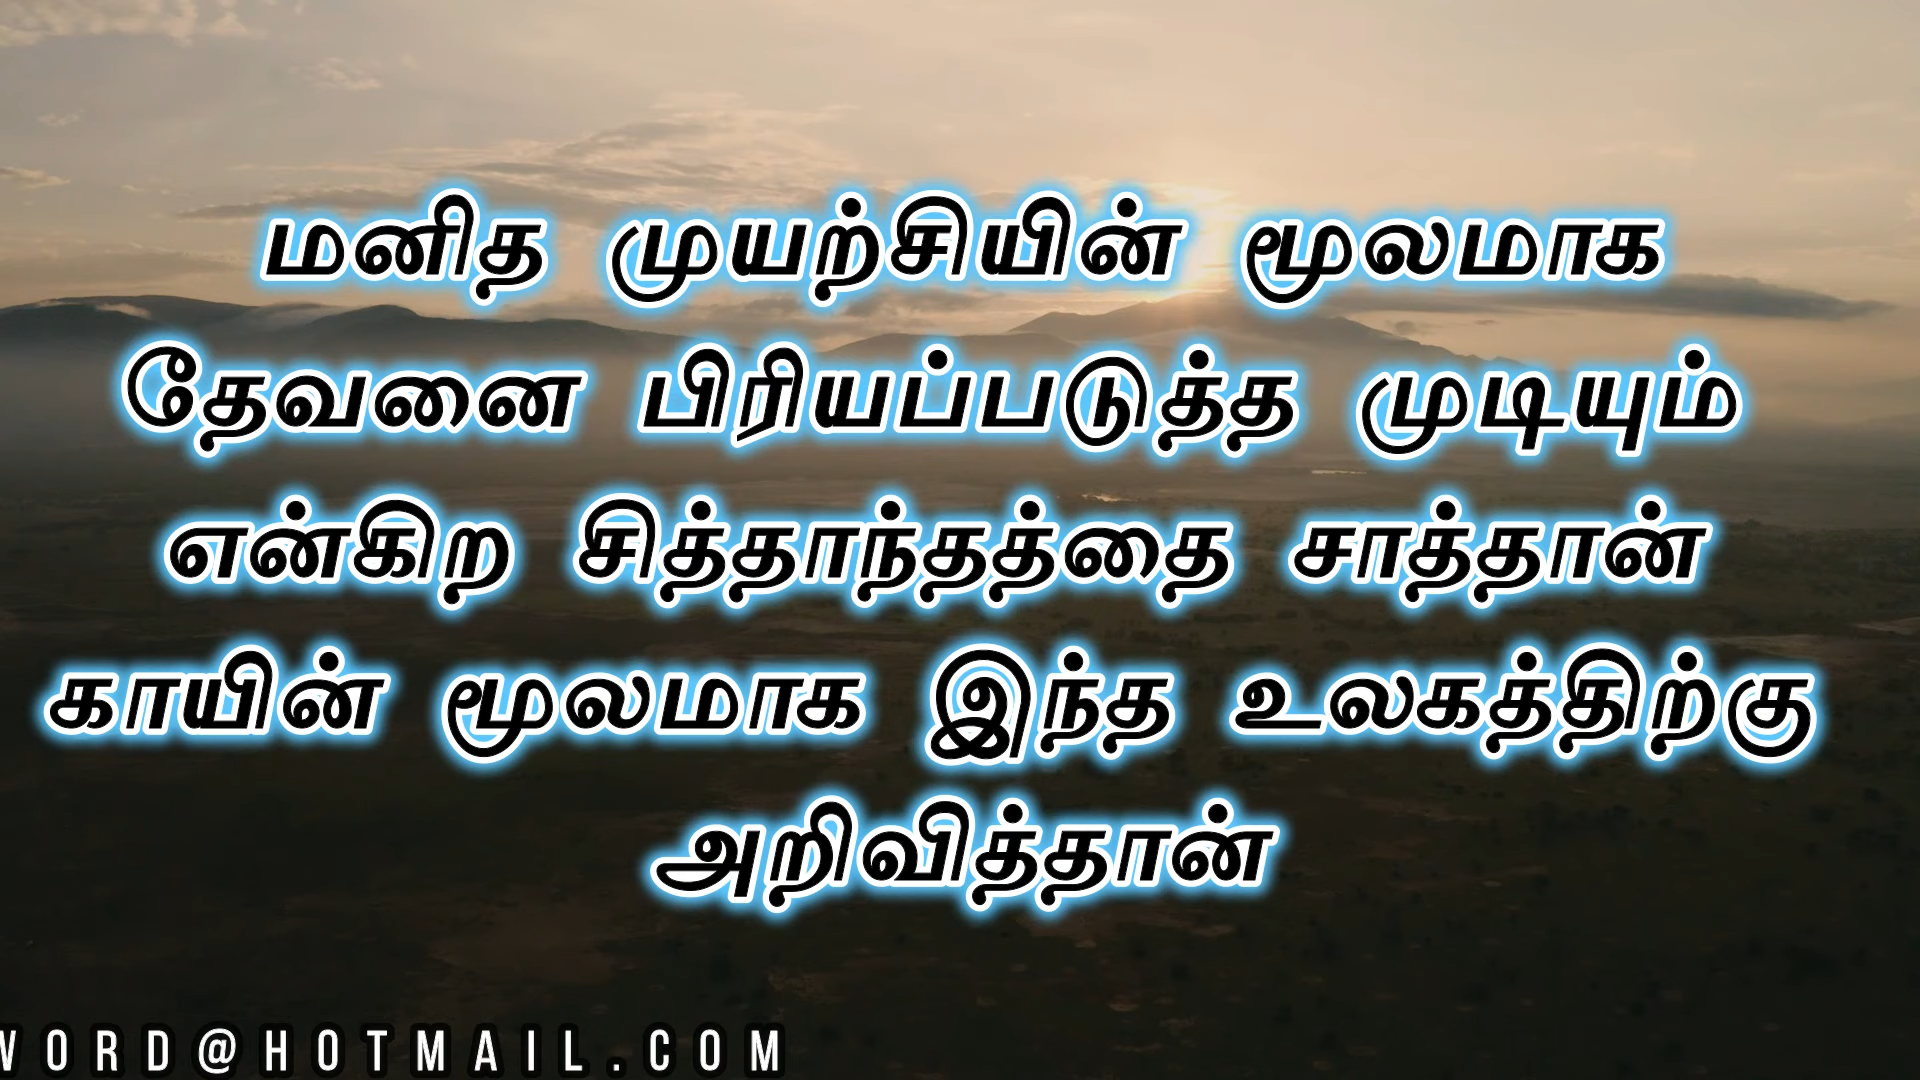 மனித முயற்சியின் மூலமாக
தேவனை பிரியப்படுத்த முடியும்
என்கிற சித்தாந்தத்தை சாத்தான்
காயின் மூலமாக இந்த உலகத்திற்கு
அறிவித்தான்
WORD@HOTMAIL.COM